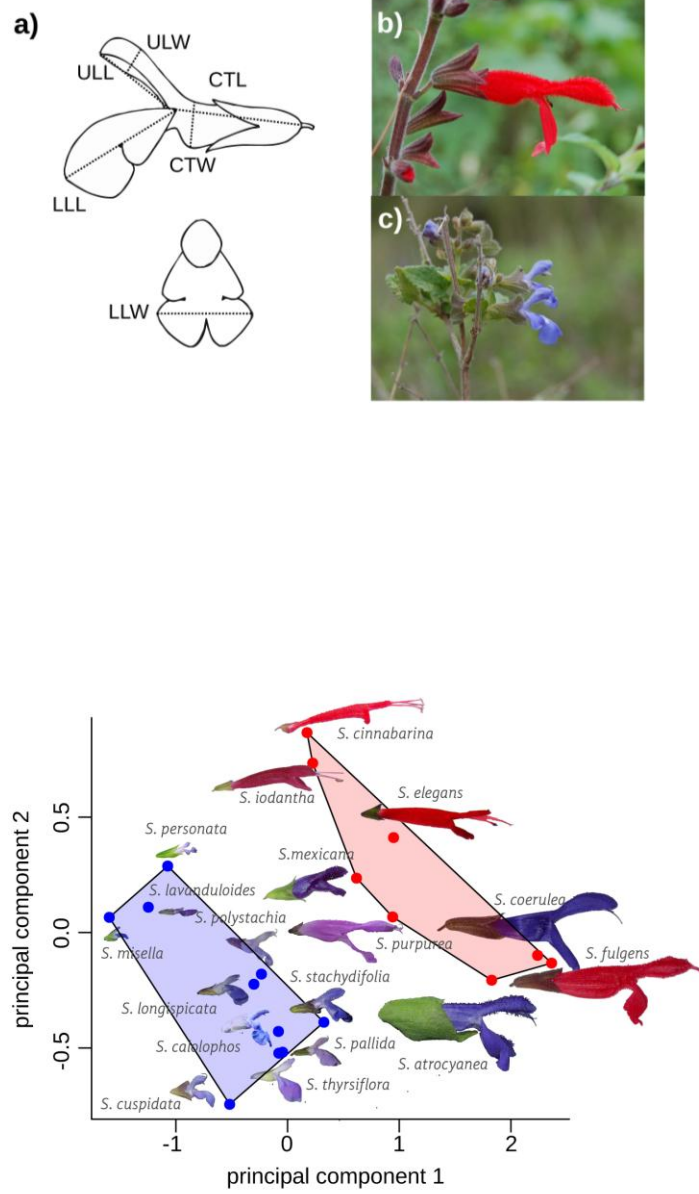 a)
ULW
ULL
CTL
CTW
LLL
LLW
b)
c)
principal component 2
0.5
0.0
-0.5
S. cinnabarina
S. iodantha
S. elegans
S. personata
S.mexicana
S. lavanduloides
S. polystachia
S. coerulea
S. purpurea
S. misella
S. fulgens
S. stachydifolia
S. longispicata
S. calolophos
S. pallida
S. atrocyanea
S. thyrsiflora
S. cuspidata
-1
0
1
2
principal component 1